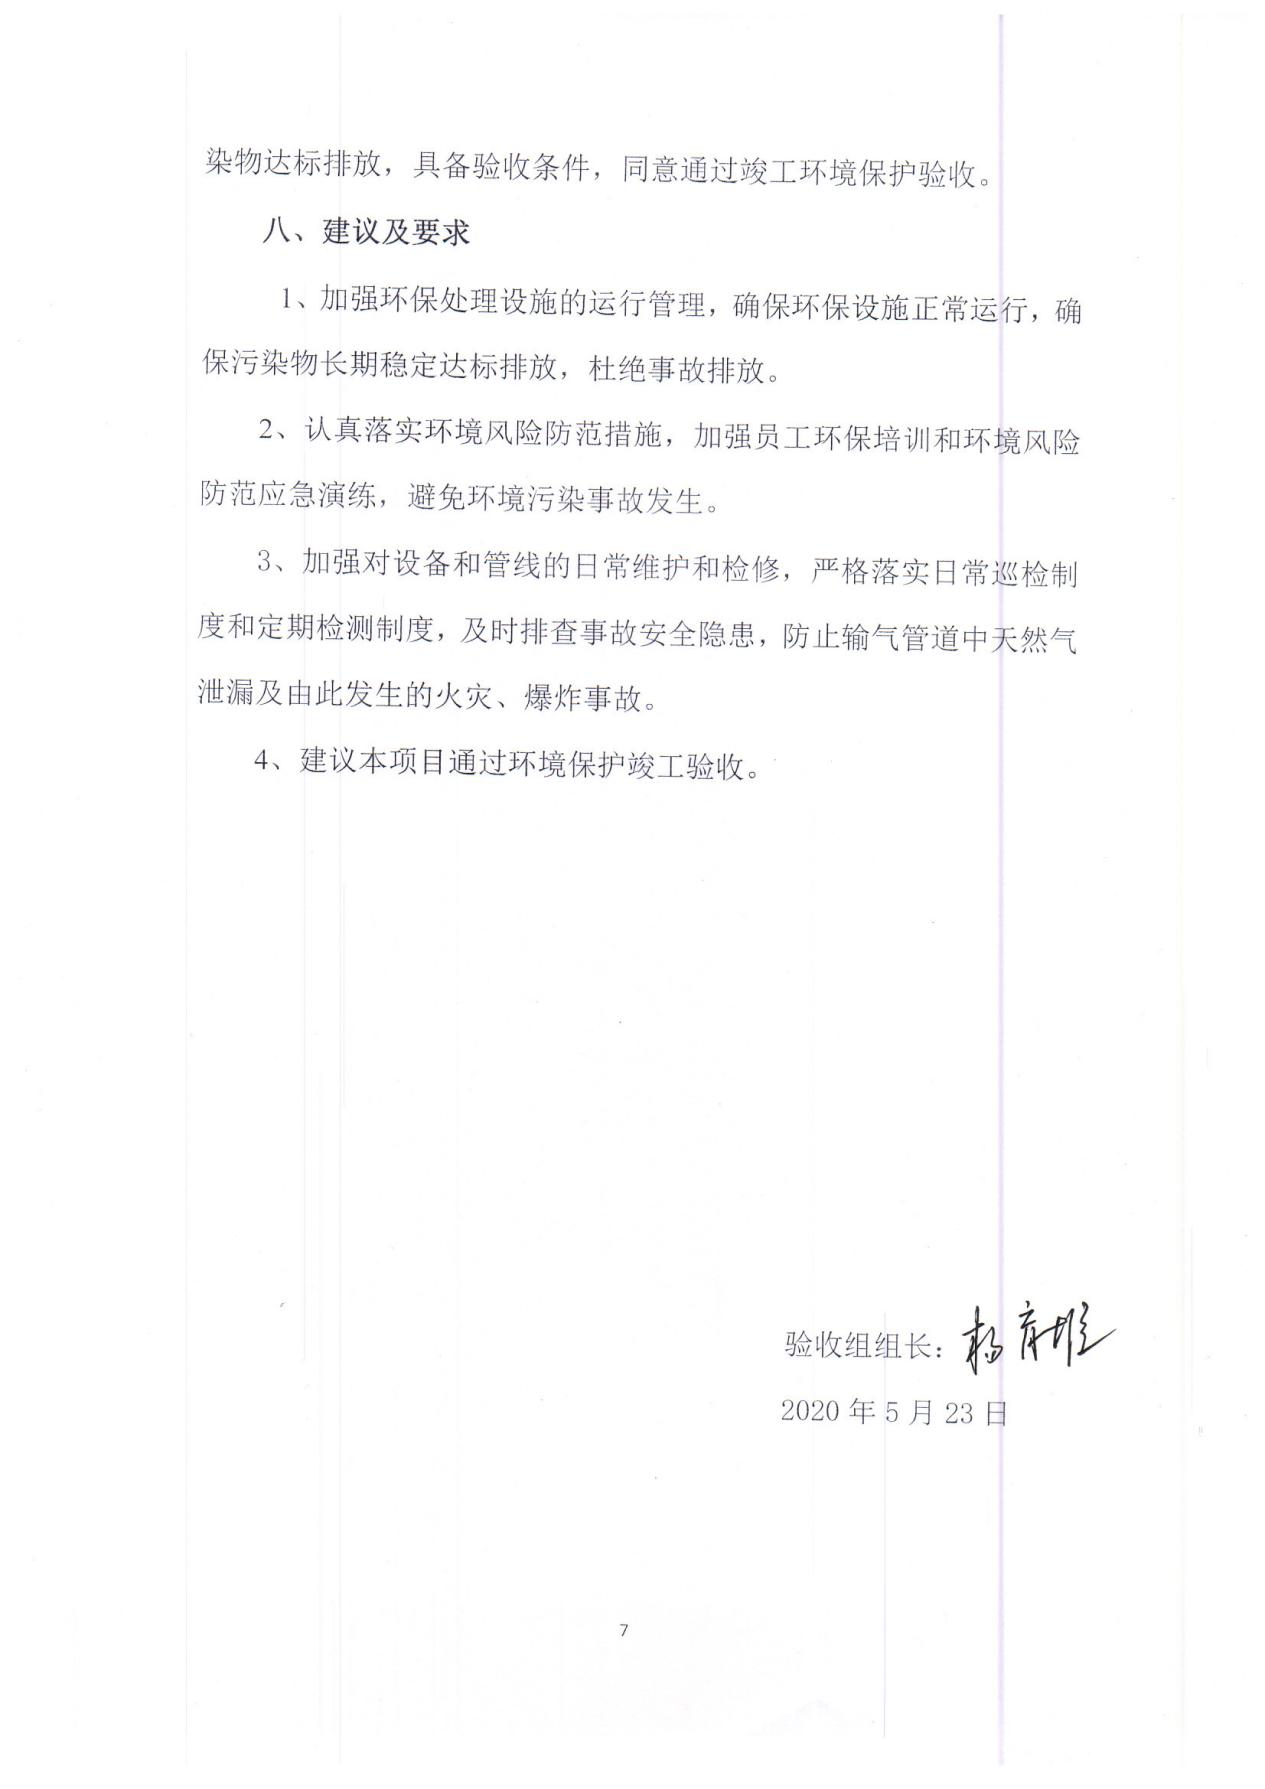 染物达标排放，具备验收条件，同意通过竣工环境保护验收。
八、建议及要求
1、加强环保处理设施的运行管理，确保环保设施正常运行，确
保污染物长期稳定达标排放，杜绝事故排放。
2、认真落实环境风险防范措施，加强员工环保培训和环境风险
防范应急演练，避免环境污染事故发生。
3、加强对设备和管线的日常维护和检修，严格落实日常巡检制
度和定期检测制度，及时排查事故安全隐患，防止输气管道中天然气
泄漏及由此发生的火灾、爆炸事故。
4、建议本项目通过环境保护竣工验收。
验收组组长：杨
2020 年 5 月 23 日
7